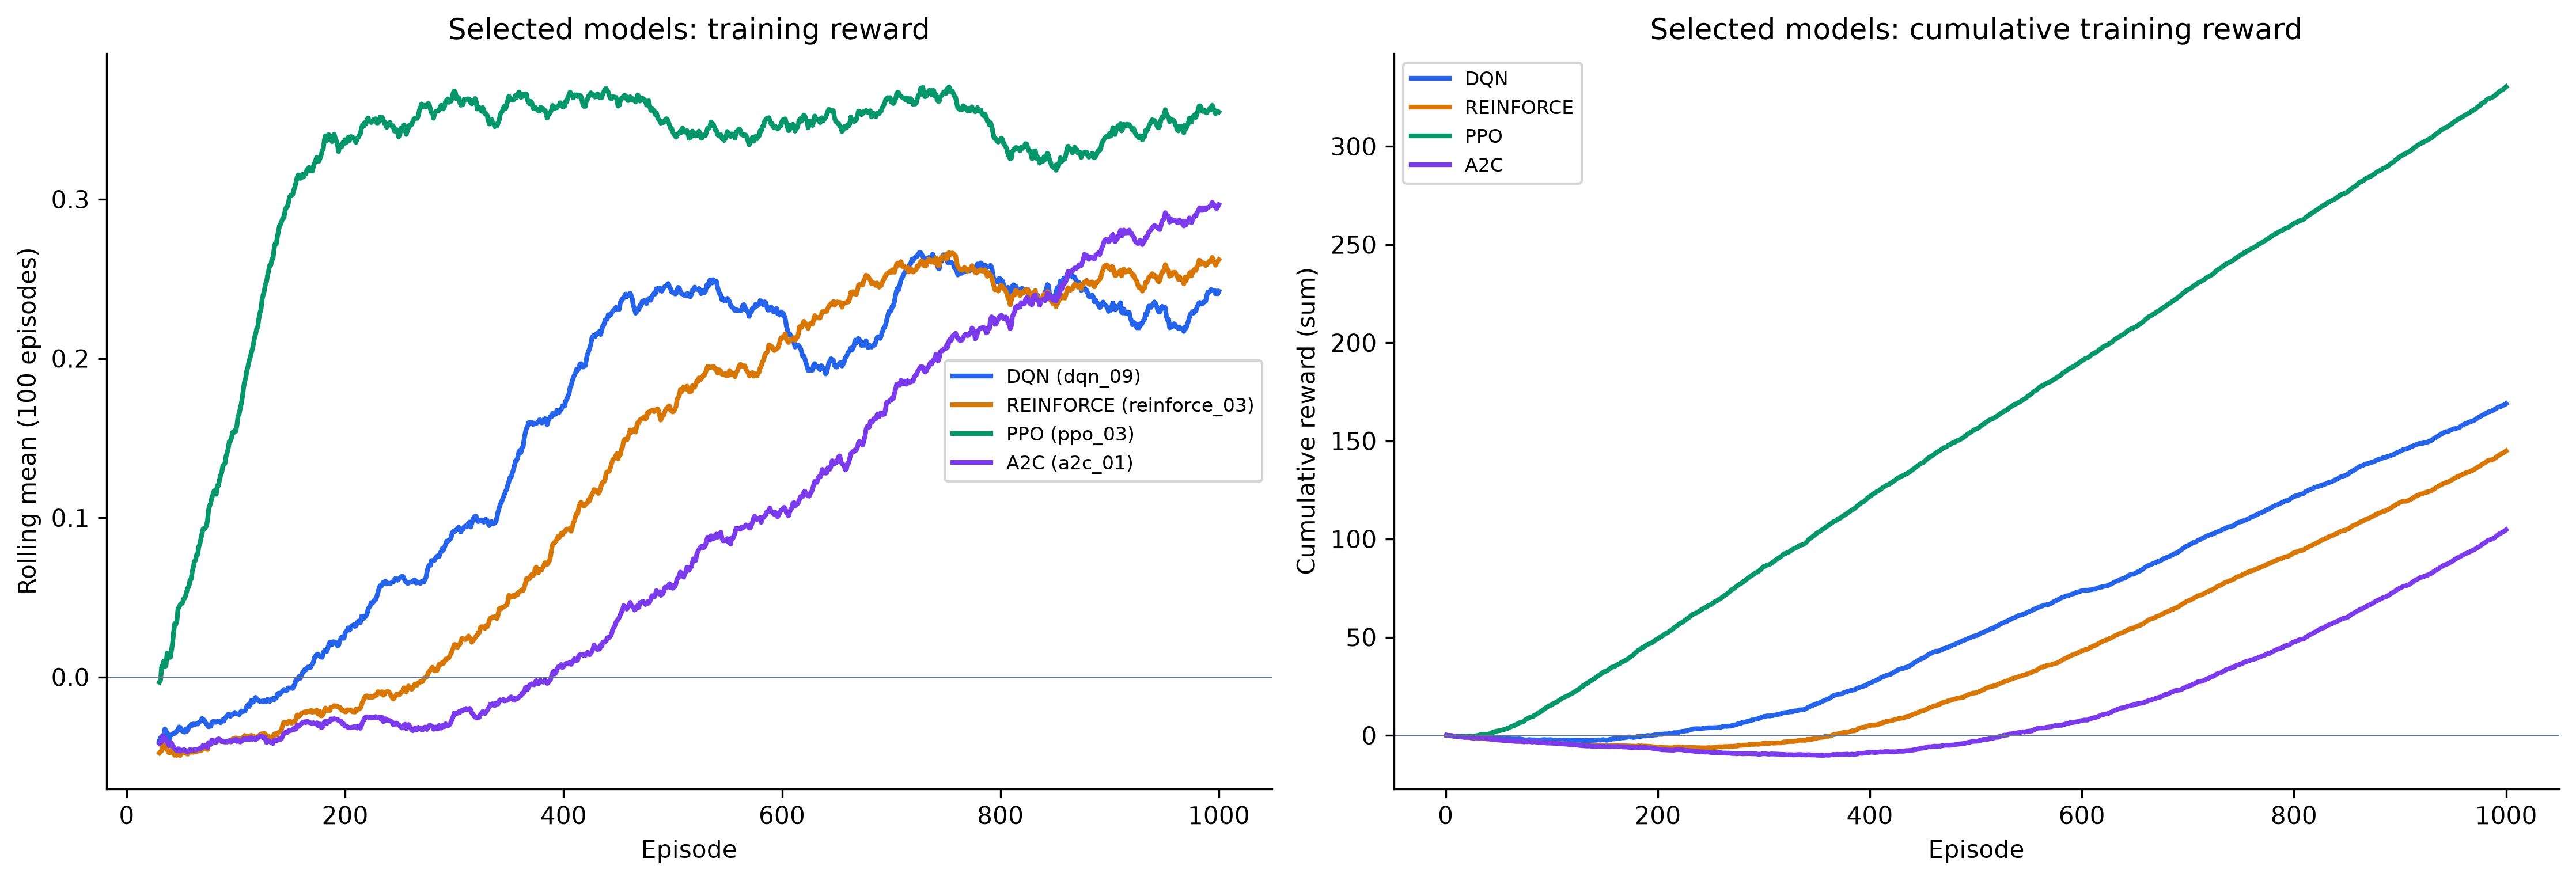 Selected models: training reward
Rolling mean (100 episodes)
0.3
0.2
0.1
0.0
DQN (dqn_09)
REINFORCE (reinforce_03)
PPO (ppo_03)
A2C (a2c_01)
0
200
400
600
800
1000
Episode
Selected models: cumulative training reward
Cumulative reward (sum)
DQN
REINFORCE
PPO
A2C
300
250
200
150
100
50
0
0
200
400
600
800
1000
Episode